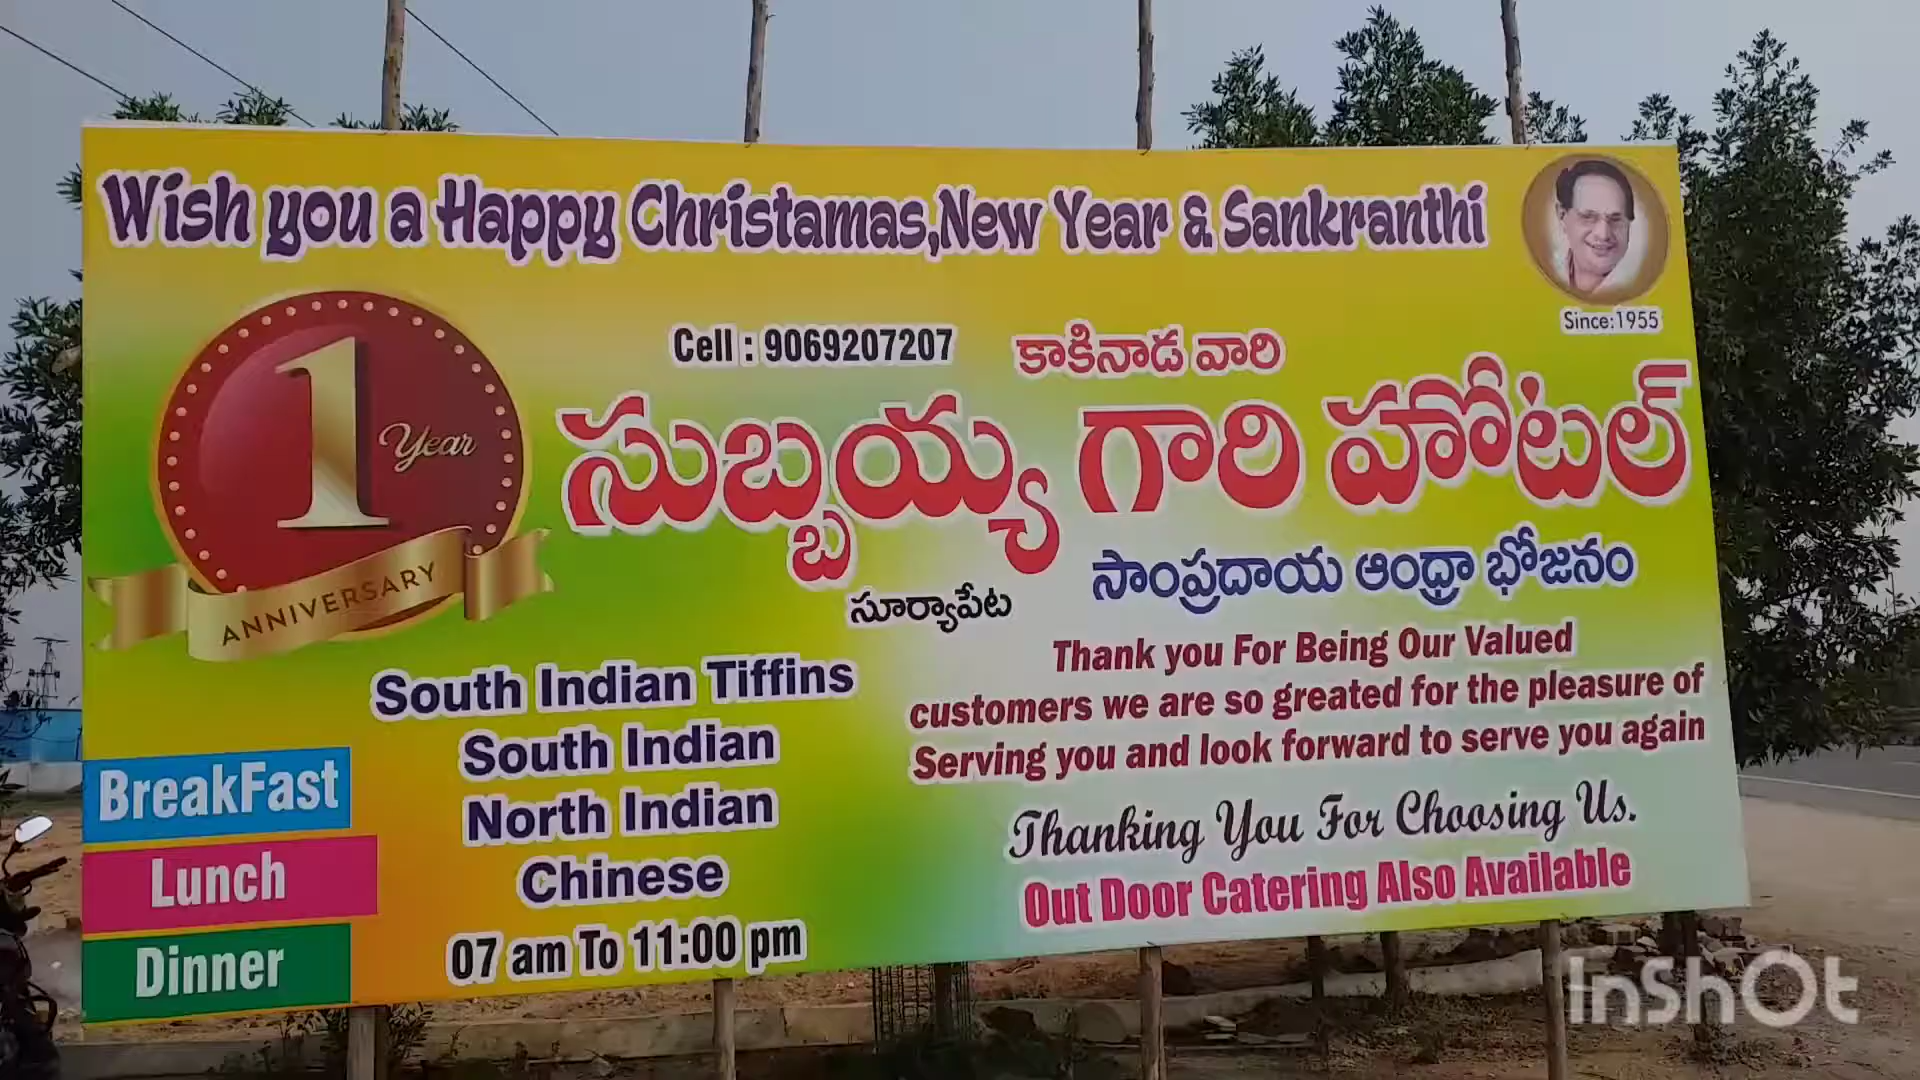 Wish you a Happy Christamas,New Year & Sankranthi
Since:1955
1 Year
ANNIVERSARY
Cell : 9069207207
కాకినాడ వారి
సుబ్బయ్య గారి హోటల్
సూర్యాపేట
సాంప్రదాయ ఆంధ్రా భోజనం
South Indian Tiffins
South Indian
North Indian
Chinese
07 am To 11:00 pm
BreakFast
Lunch
Dinner
Thank you For Being Our Valued
customers we are so greated for the pleasure of
Serving you and look forward to serve you again
Thanking You For Choosing Us.
Out Door Catering Also Available
InShOt